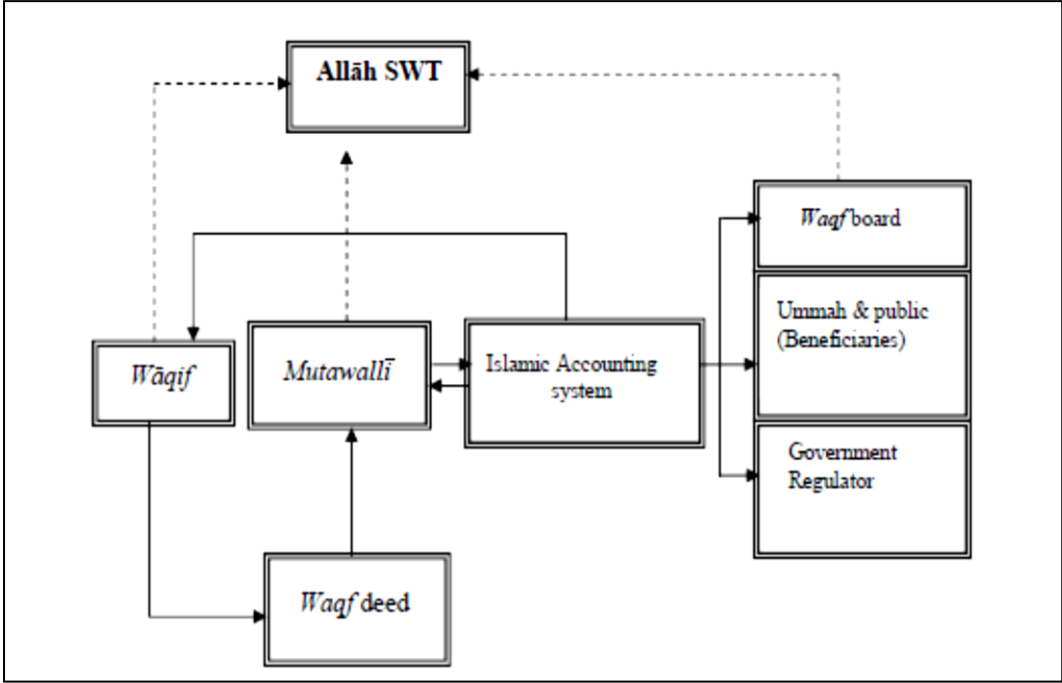 Allāh SWT
Waqf board
Ummah & public
(Beneficiaries)
Wāqif
Mutawallī
Islamic Accounting
system
Government
Regulator
Waqf deed